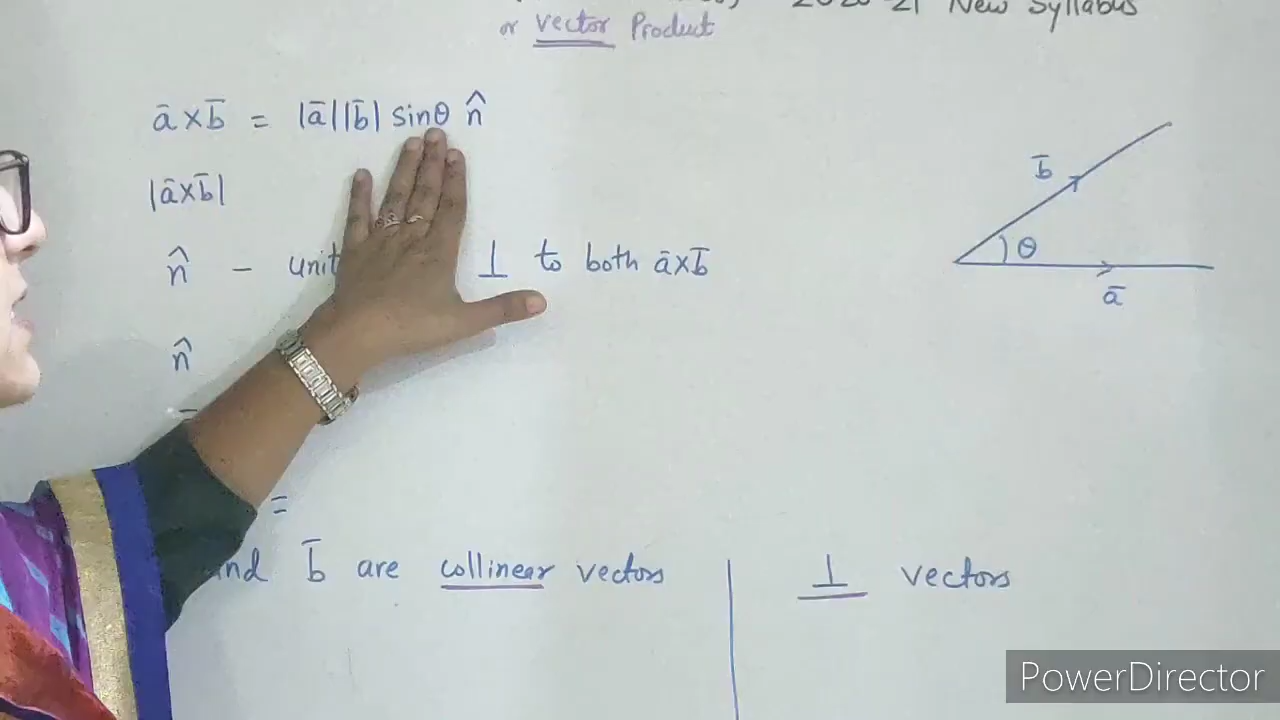 2020-21 New Syllabus
or vector Product
ā × b̄ = |ā||b̄| sinθ n̂
|ā×b̄|
n̂ - unit ⊥ to both ā×b̄
n̂
=
and b̄ are collinear vectors
⊥ vectors
b̄
θ
ā
PowerDirector